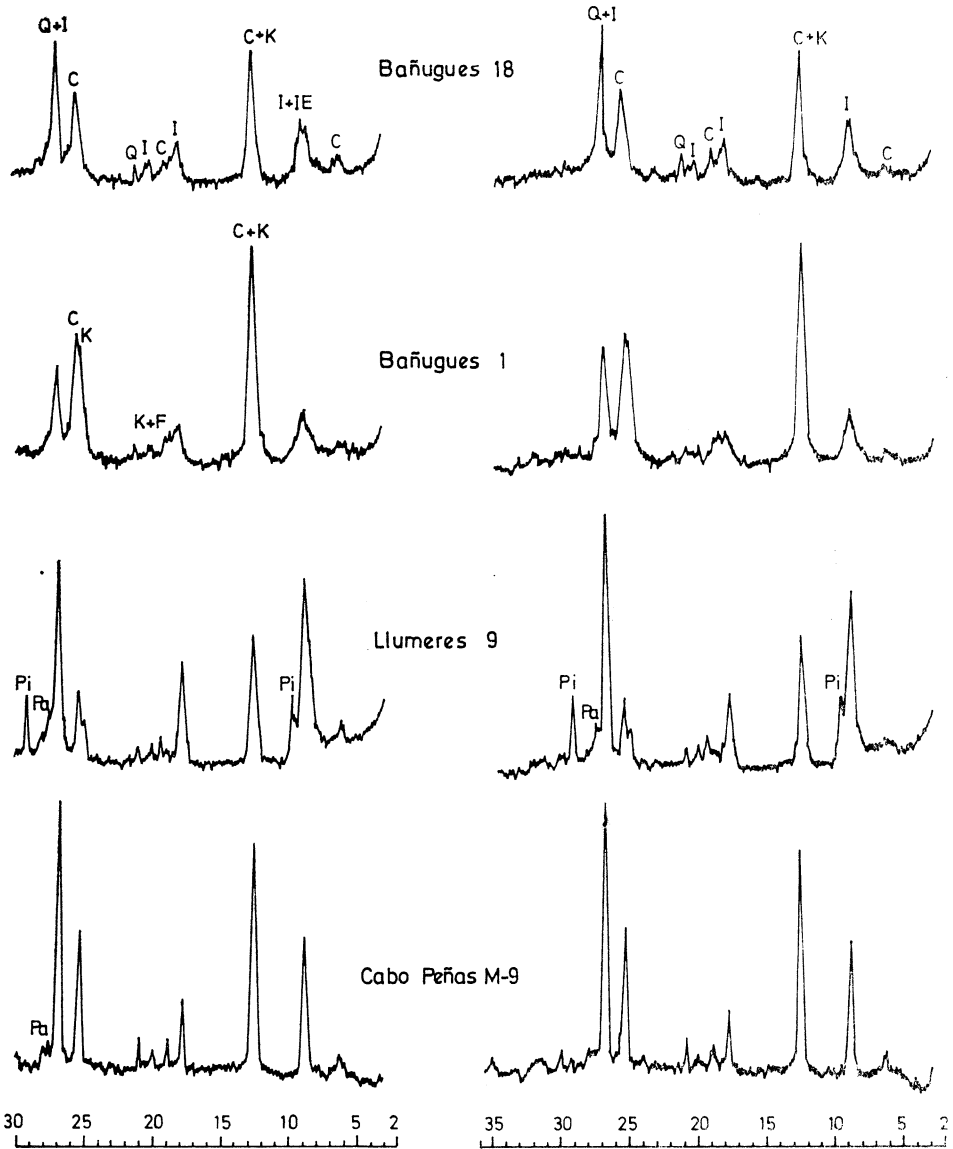 Q+I
C
Q
I
C
I
C+K
I+IE
C
Bañugues 18
Q+I
C
Q
I
C
I
C+K
I
C
C
K
K+F
C+K
Bañugues 1
Pi
Pa
Pi
Llumeres 9
Pi
Pa
Pi
Pa
Cabo Peñas M-9
30 25 20 15 10 5 2
35 30 25 20 15 10 5 2